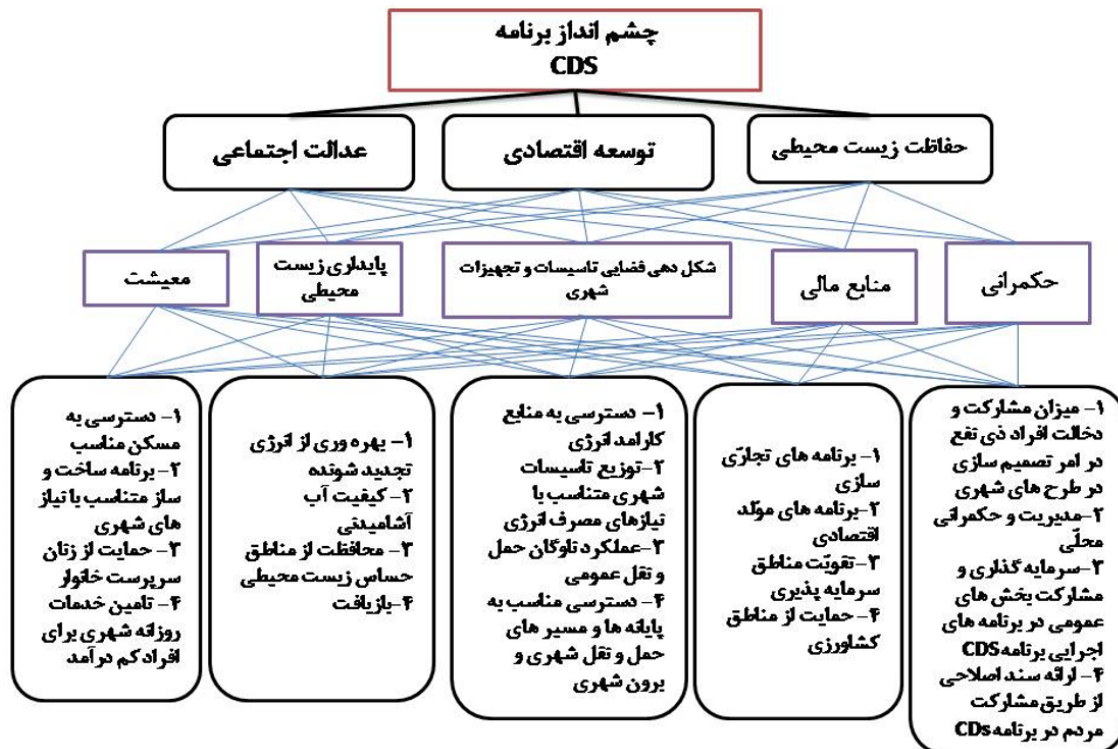 چشم انداز برنامه
CDS
حفاظت زیست محیطی
توسعه اقتصادی
عدالت اجتماعی
حکمرانی
منابع مالی
شکل دهی فضایی تاسیسات و تجهیزات
شهری
پایداری زیست
محیطی
معیشت
۱- میزان مشارکت و
دخالت افراد ذی نفع
در امر تصمیم سازی
در طرح های شهری
۲-مدیریت و حکمرانی
محلّی
۳- سرمایه گذاری و
مشارکت بخش های
عمومی در برنامه های
اجرایی برنامه CDS
۴- ارائه سند اصلاحی
از طریق مشارکت
مردم در برنامه CDs
۱- برنامه های تجارّی
سازی
۲-برنامه های مولّد
اقتصادی
۳- تقویّت مناطق
سرمایه پذیری
۴- حمایت از مناطق
کشاورزی
۱- دسترسی به منابع
کارامد انرژی
۲-توزیع تاسیسات
شهری متناسب با
نیازهای مصرف انرژی
۳-عملکرد ناوگان حمل
و نقل عمومی
۴- دسترسی مناسب به
پایانه ها و مسیر های
حمل و نقل شهری و
برون شهری
۱- بهره وری از انرژی
تجدید شونده
۲- کیفیت آب
آشامیدنی
۳- محافظت از مناطق
حساس زیست محیطی
۴-بازیافت
۱- دسترسی به
مسکن مناسب
۲- برنامه ساخت و
ساز متناسب با نیاز
های شهری
۳- حمایت از زنان
سرپرست خانوار
۴- تامین خدمات
روزانه شهری برای
افراد کم درآمد